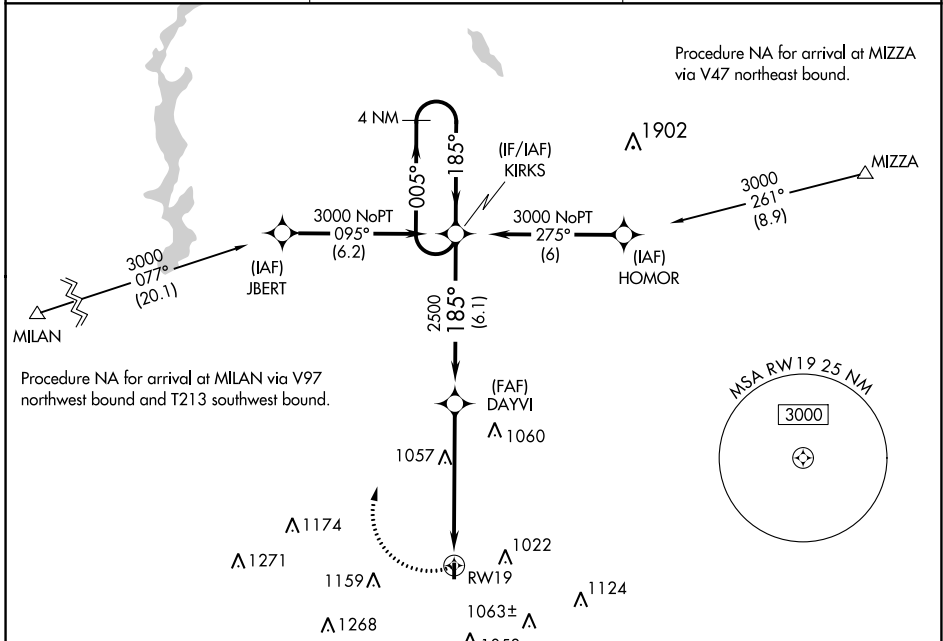 Procedure NA for arrival at MIZZA
via V47 northeast bound.
4 NM
1902
(IF/IAF)
KIRKS
MIZZA
185°
005°
3000
261°
(8.9)
3000 NoPT
095°
(6.2)
3000 NoPT
275°
(6)
(IAF)
JBERT
(IAF)
HOMOR
3000
077°
(20.1)
MILAN
2500
185°
(6.1)
Procedure NA for arrival at MILAN via V97
northwest bound and T213 southwest bound.
(FAF)
DAYVI
MSA RW19 25 NM
3000
1060
1057
1174
1271
1022
RW19
1159
1124
1063±
1268